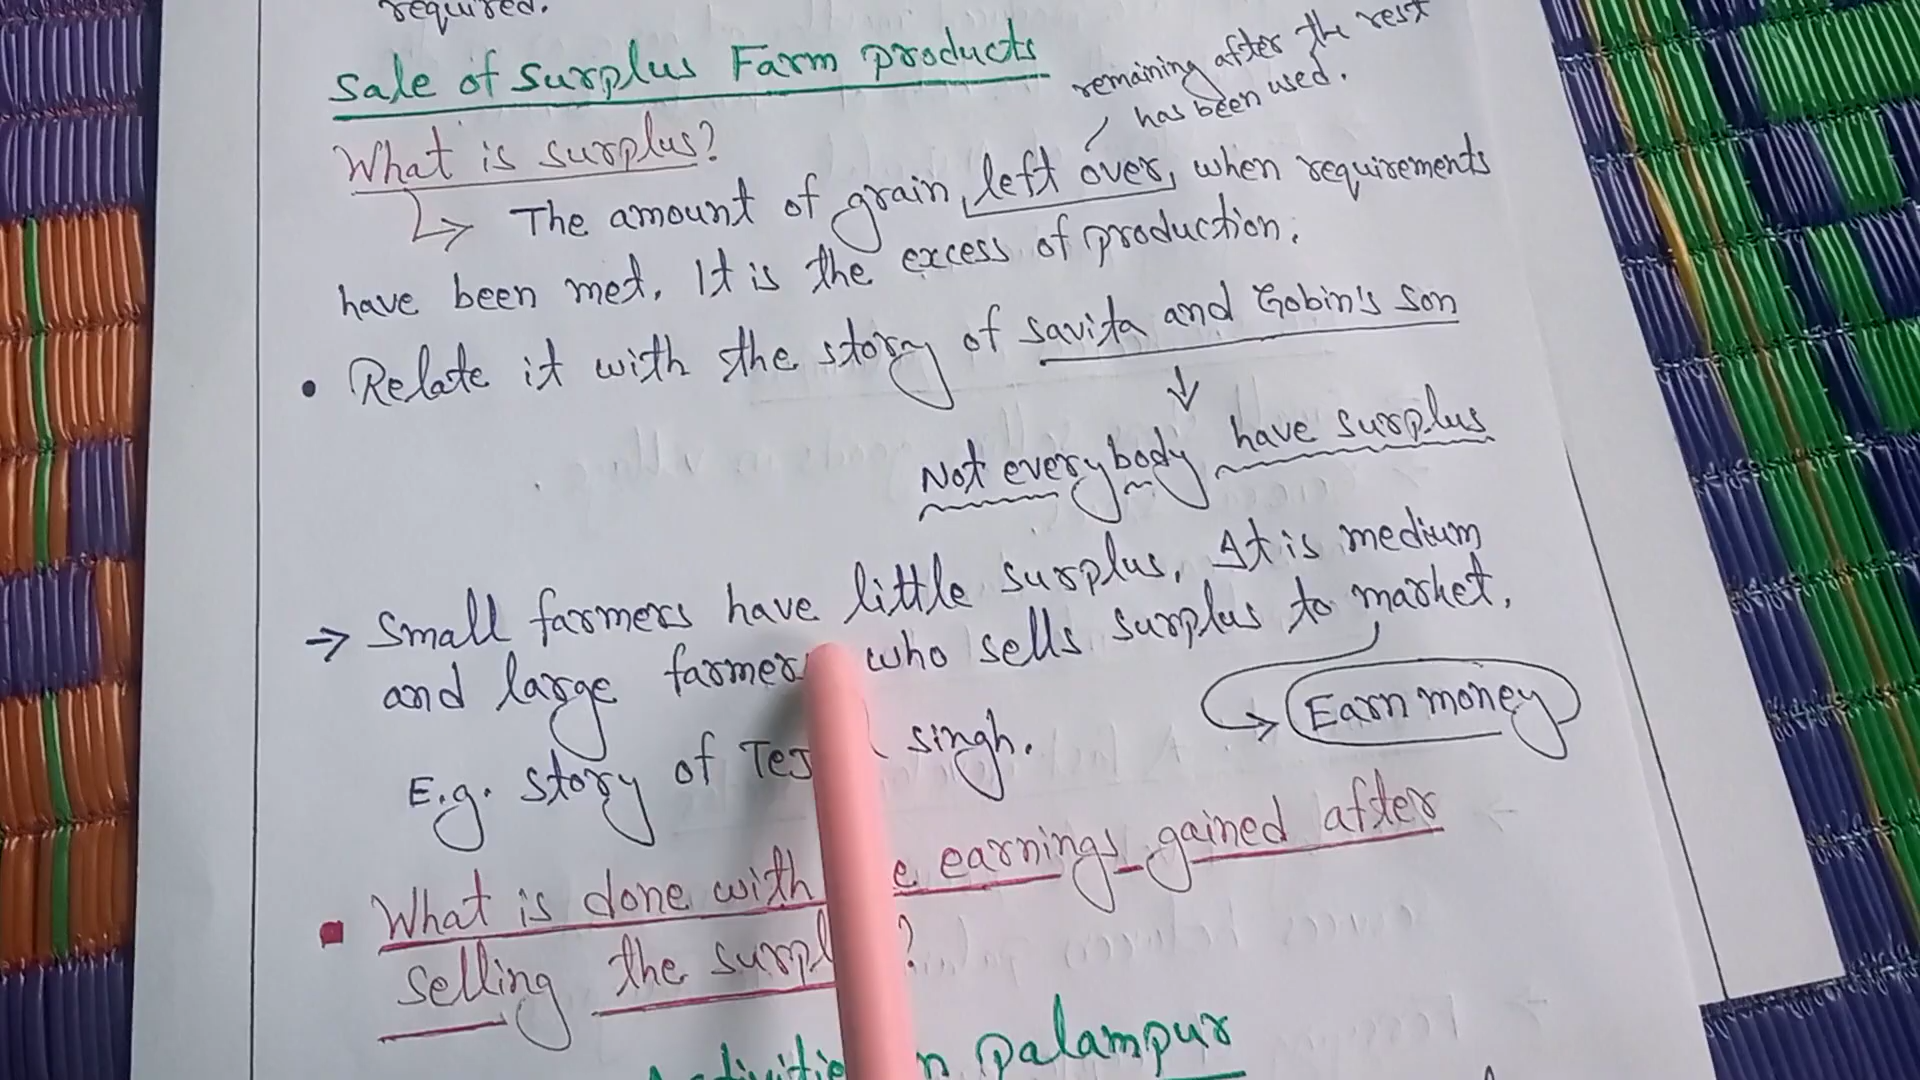 required.
Sale of Surplus Farm products
remaining after the rest
has been used.
What is surplus?
The amount of grain, left over, when requirements
have been met. It is the excess of production.
• Relate it with the story of savita and Gobin's son
Not everybody have surplus
→ Small farmers have little surplus. It is medium
and large farmers who sells surplus to market.
Earn money
E.g. story of singh.
What is done with earnings gained after
selling the ?
in palampur